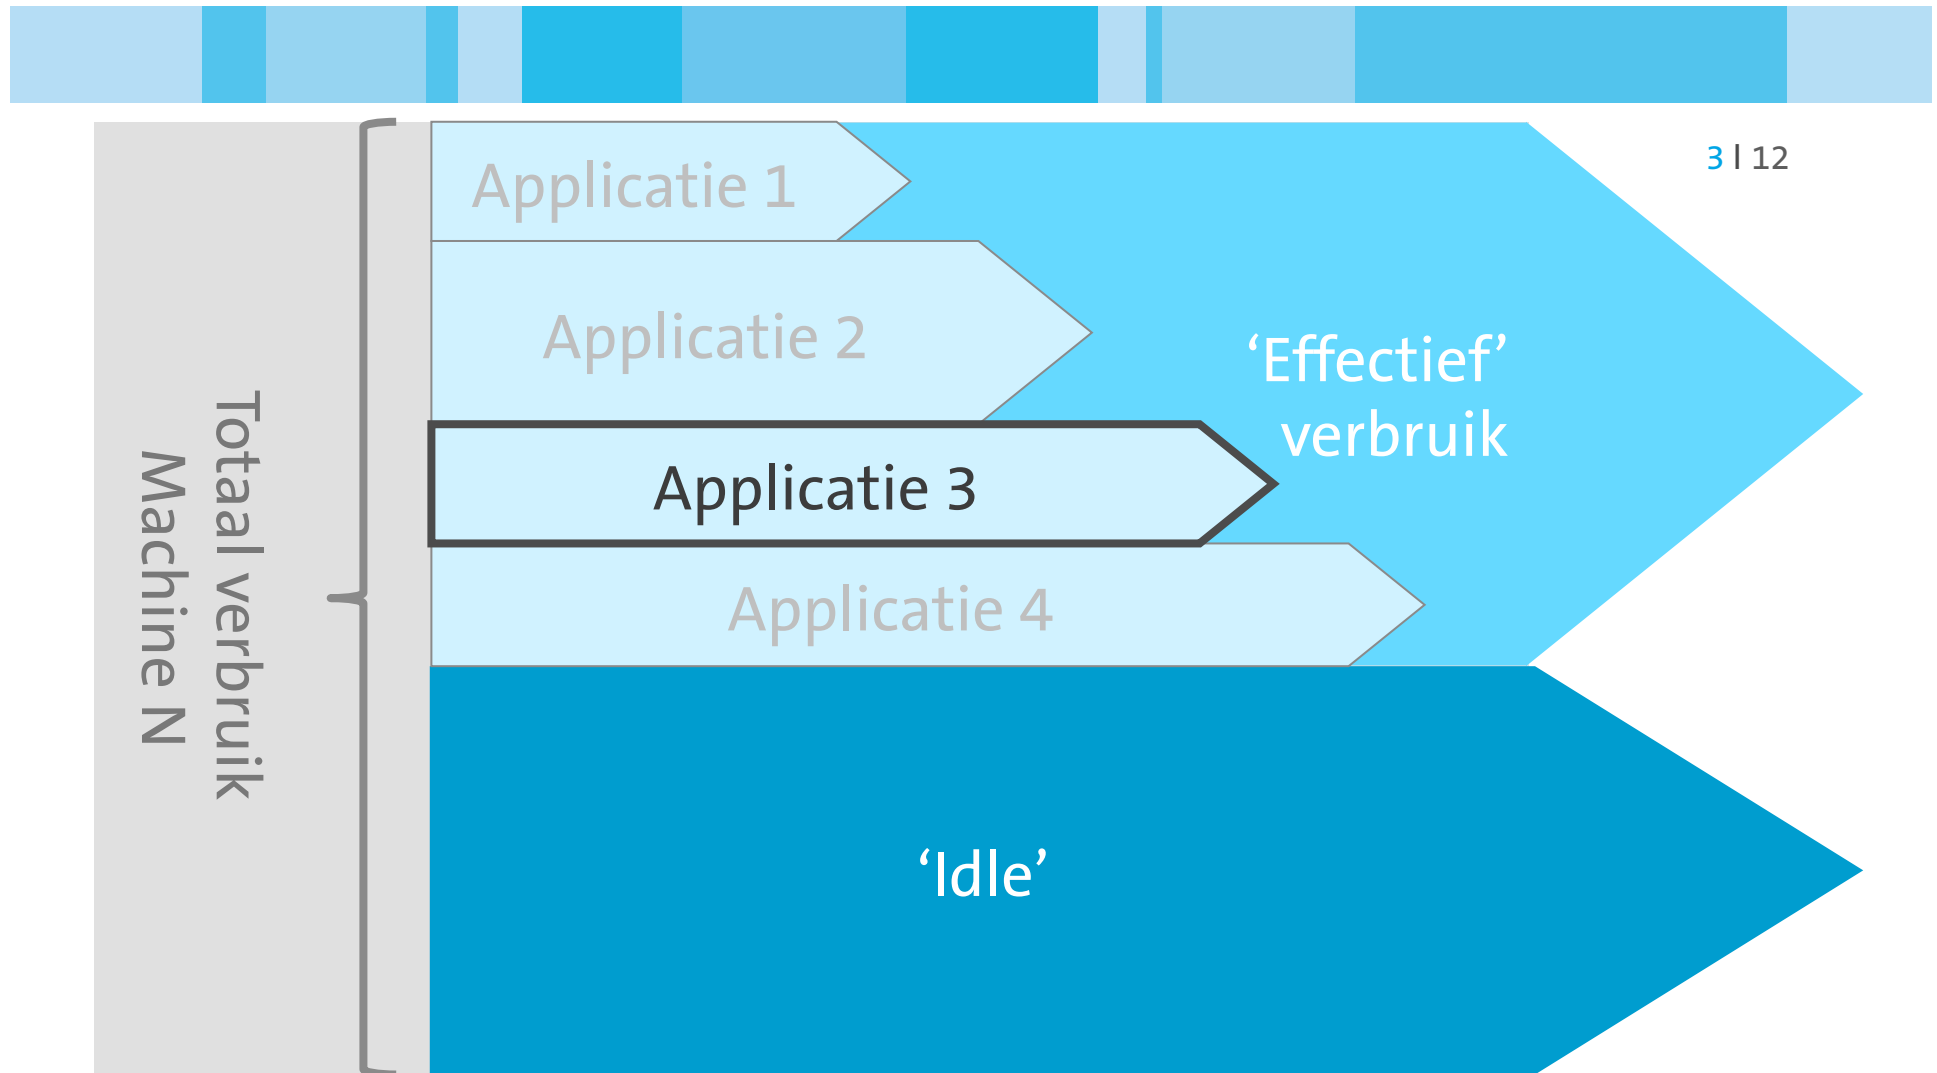 3 | 12
Totaal verbruik
Machine N
Applicatie 1
Applicatie 2
Applicatie 3
Applicatie 4
‘Effectief’
verbruik
‘Idle’